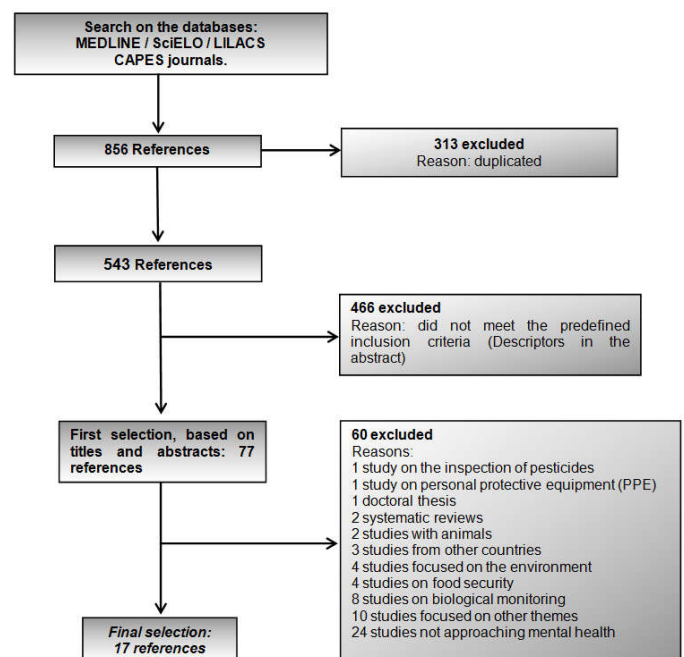 Search on the databases:
MEDLINE / SciELO / LILACS
CAPES journals.
856 References
313 excluded
Reason: duplicated
543 References
466 excluded
Reason: did not meet the predefined
inclusion criteria (Descriptors in the
abstract)
First selection, based on
titles and abstracts: 77
references
60 excluded
Reasons:
1 study on the inspection of pesticides
1 study on personal protective equipment (PPE)
1 doctoral thesis
2 systematic reviews
2 studies with animals
3 studies from other countries
4 studies focused on the environment
4 studies on food security
8 studies on biological monitoring
10 studies focused on other themes
24 studies not approaching mental health
Final selection:
17 references